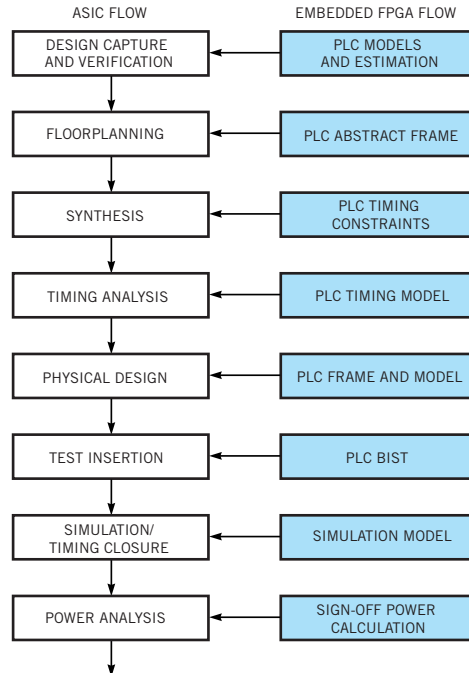 ASIC FLOW
EMBEDDED FPGA FLOW
DESIGN CAPTURE
AND VERIFICATION
PLC MODELS
AND ESTIMATION
FLOORPLANNING
PLC ABSTRACT FRAME
SYNTHESIS
PLC TIMING
CONSTRAINTS
TIMING ANALYSIS
PLC TIMING MODEL
PHYSICAL DESIGN
PLC FRAME AND MODEL
TEST INSERTION
PLC BIST
SIMULATION/
TIMING CLOSURE
SIMULATION MODEL
POWER ANALYSIS
SIGN-OFF POWER
CALCULATION